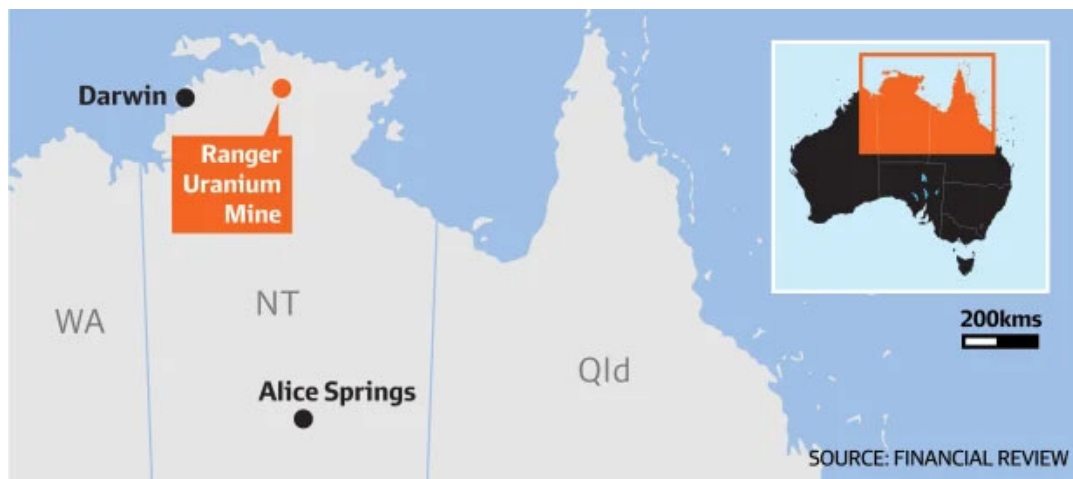 Darwin
Ranger
Uranium
Mine
WA
NT
Alice Springs
Qld
200kms
SOURCE: FINANCIAL REVIEW